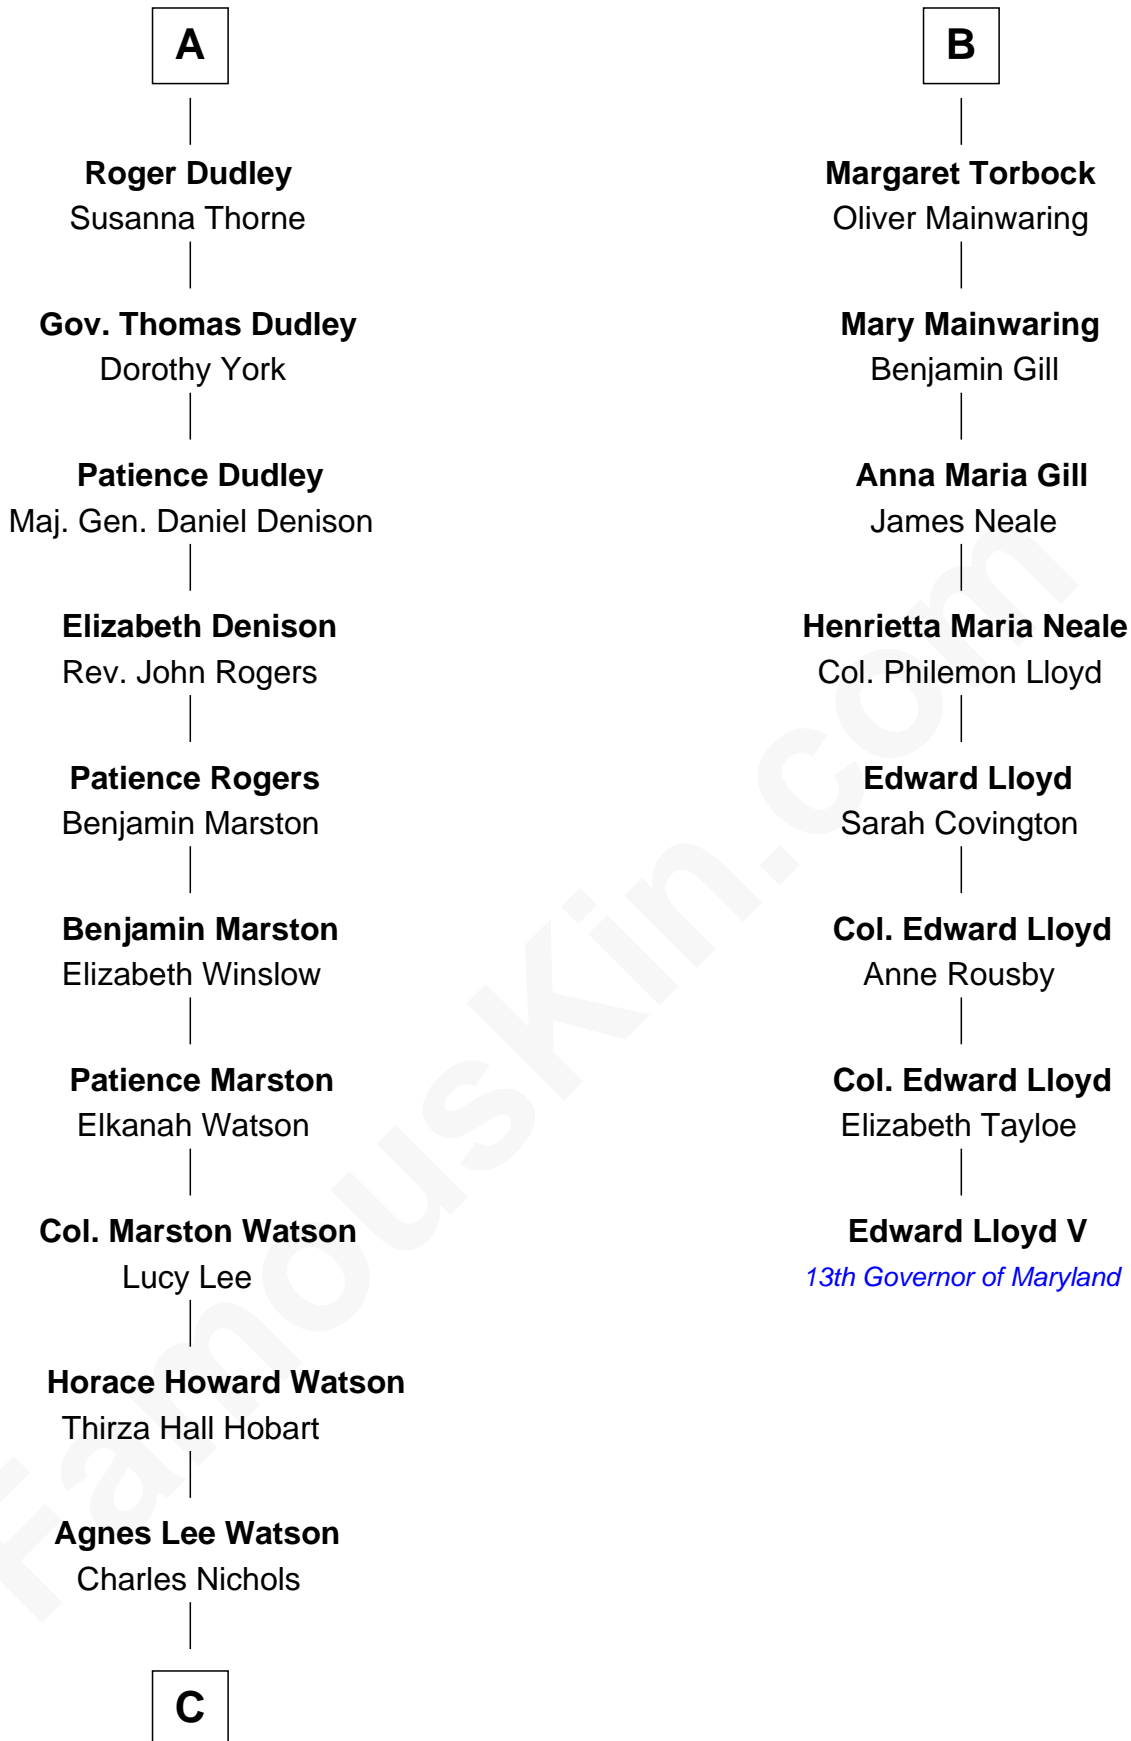 A
Roger Dudley
Susanna Thorne
Gov. Thomas Dudley
Dorothy York
Patience Dudley
Maj. Gen. Daniel Denison
Elizabeth Denison
Rev. John Rogers
Patience Rogers
Benjamin Marston
Benjamin Marston
Elizabeth Winslow
Patience Marston
Elkanah Watson
Col. Marston Watson
Lucy Lee
Horace Howard Watson
Thirza Hall Hobart
Agnes Lee Watson
Charles Nichols
C
B
Margaret Torbock
Oliver Mainwaring
Mary Mainwaring
Benjamin Gill
Anna Maria Gill
James Neale
Henrietta Maria Neale
Col. Philemon Lloyd
Edward Lloyd
Sarah Covington
Col. Edward Lloyd
Anne Rousby
Col. Edward Lloyd
Elizabeth Tayloe
Edward Lloyd V
13th Governor of Maryland
FamousKin.com